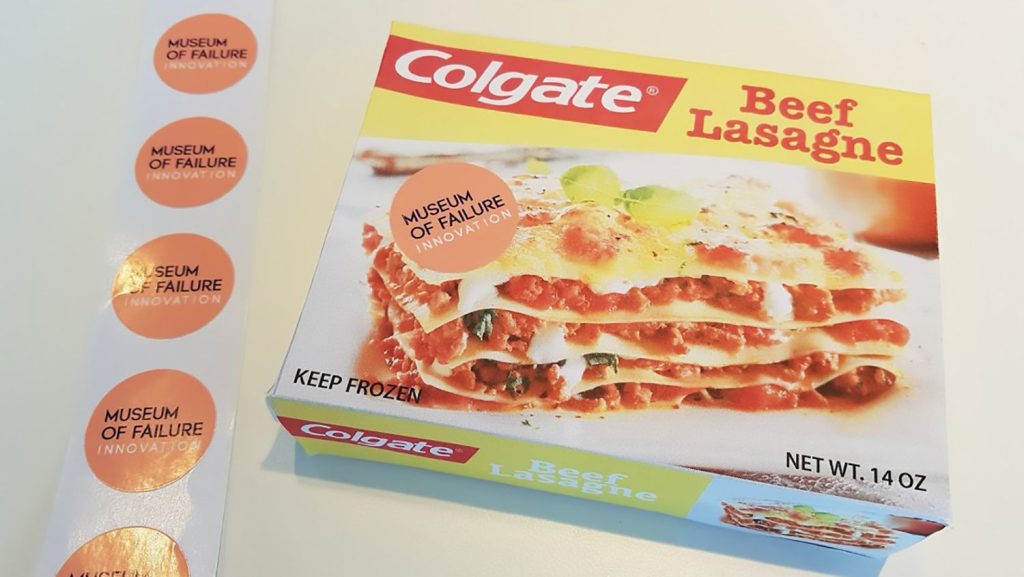 MUSEUM
OF FAILURE
INNOVATION
MUSEUM
OF FAILURE
INNOVATION
MUSEUM
OF FAILURE
INNOVATION
MUSEUM
OF FAILURE
INNOVATION
MUSEUM
Colgate®
Beef
Lasagne
MUSEUM
OF FAILURE
INNOVATION
KEEP FROZEN
NET WT. 14 OZ
Colgate®
Beef
Lasagne